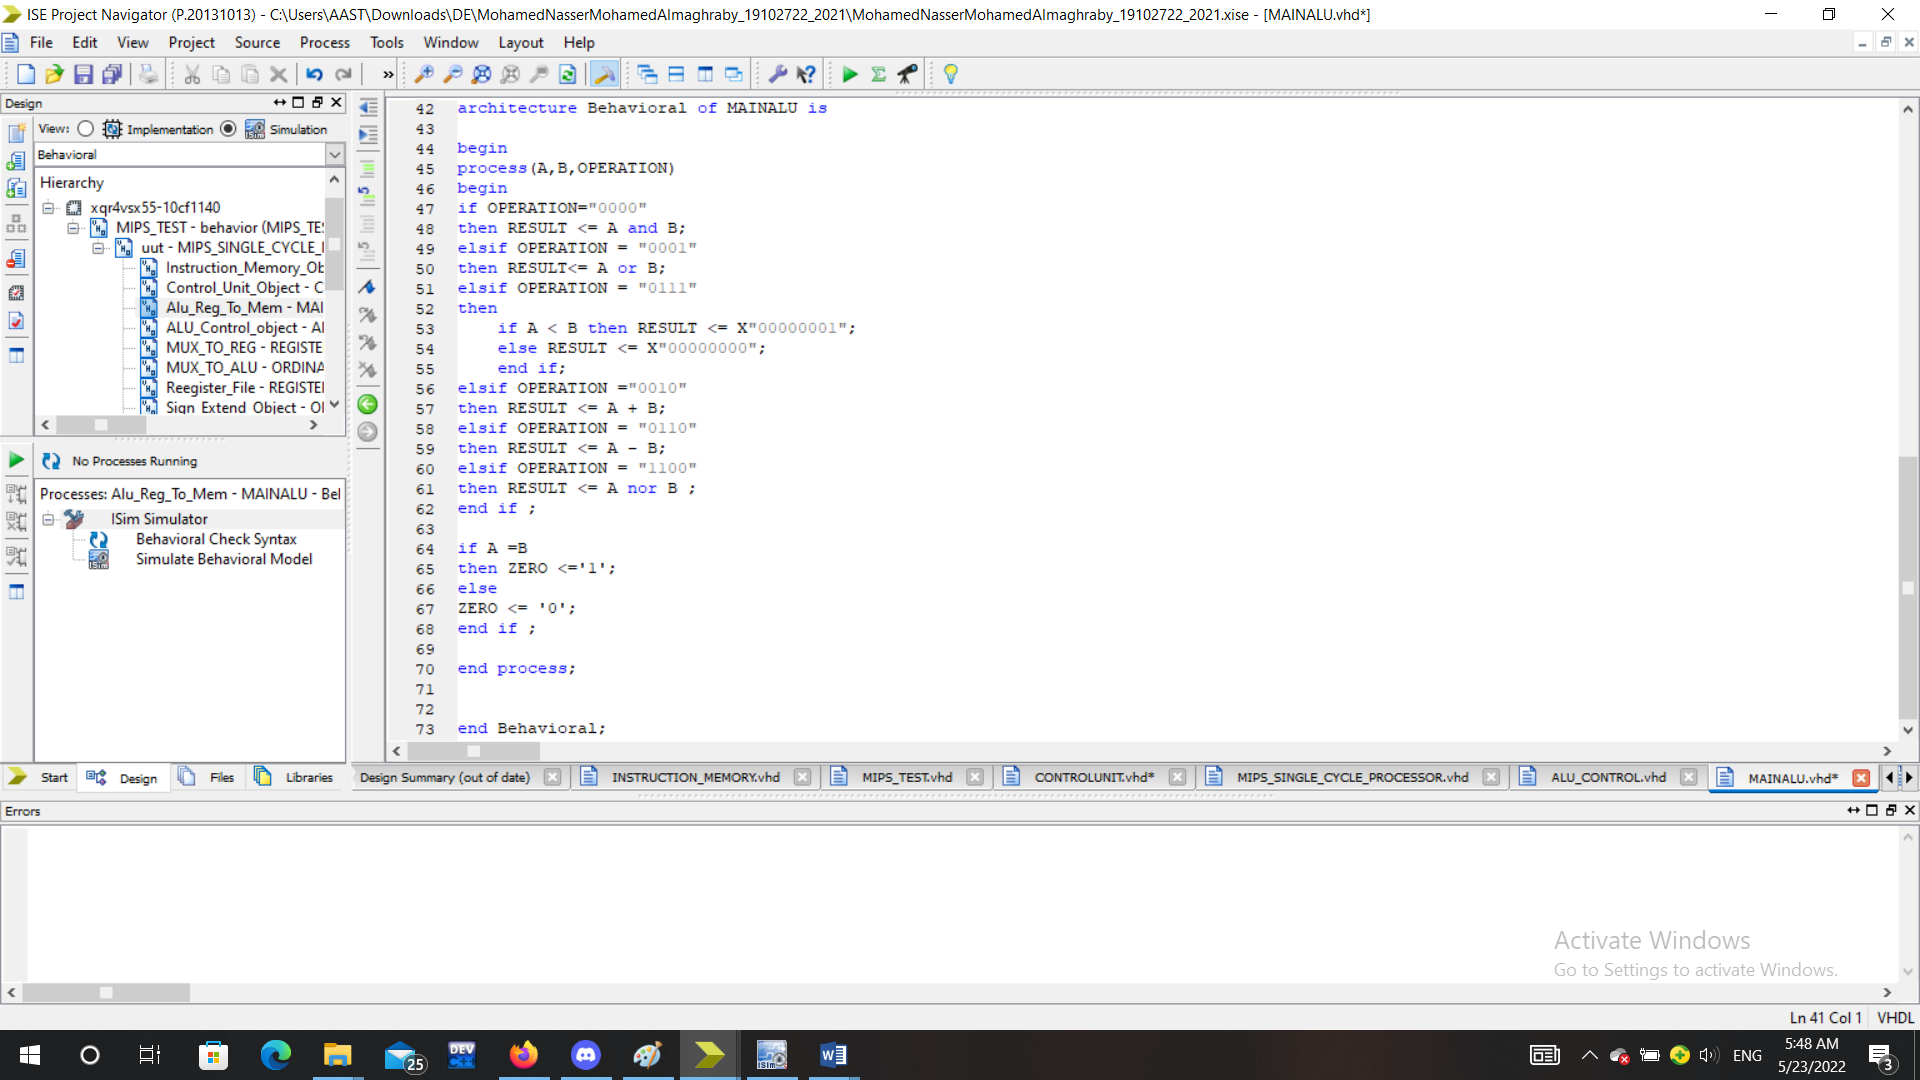 ISE Project Navigator (P.20131013) - C:\Users\AAST\Downloads\DE\MohamedNasserMohamedAlmaghraby_19102722_2021\MohamedNasserMohamedAlmaghraby_19102722_2021.xise - [MAINALU.vhd*]
File Edit View Project Source Process Tools Window Layout Help
Design
View: Implementation Simulation
Behavioral
Hierarchy
xqr4vsx55-10cf1140
MIPS_TEST - behavior (MIPS_TES
uut - MIPS_SINGLE_CYCLE_
Instruction_Memory_Ob
Control_Unit_Object - C
Alu_Reg_To_Mem - MAI
ALU_Control_object - Al
MUX_TO_REG - REGISTE
MUX_TO_ALU - ORDINA
Reegister_File - REGISTEI
Sign_Extend_Object - O
No Processes Running
Processes: Alu_Reg_To_Mem - MAINALU - Bel
ISim Simulator
Behavioral Check Syntax
Simulate Behavioral Model
42 architecture Behavioral of MAINALU is
43
44 begin
45 process(A,B,OPERATION)
46 begin
47 if OPERATION="0000"
48 then RESULT <= A and B;
49 elsif OPERATION = "0001"
50 then RESULT<= A or B;
51 elsif OPERATION = "0111"
52 then
53 if A < B then RESULT <= X"00000001";
54 else RESULT <= X"00000000";
55 end if;
56 elsif OPERATION ="0010"
57 then RESULT <= A + B;
58 elsif OPERATION = "0110"
59 then RESULT <= A - B;
60 elsif OPERATION = "1100"
61 then RESULT <= A nor B ;
62 end if ;
63
64 if A =B
65 then ZERO <='1';
66 else
67 ZERO <= '0';
68 end if ;
69
70 end process;
71
72
73 end Behavioral;
Start Design Files Libraries
Design Summary (out of date) INSTRUCTION_MEMORY.vhd MIPS_TEST.vhd CONTROLUNIT.vhd* MIPS_SINGLE_CYCLE_PROCESSOR.vhd ALU_CONTROL.vhd MAINALU.vhd*
Errors
Activate Windows
Go to Settings to activate Windows.
Ln 41 Col 1 VHDL
25
DEV
ISim
ENG
5:48 AM
5/23/2022
3